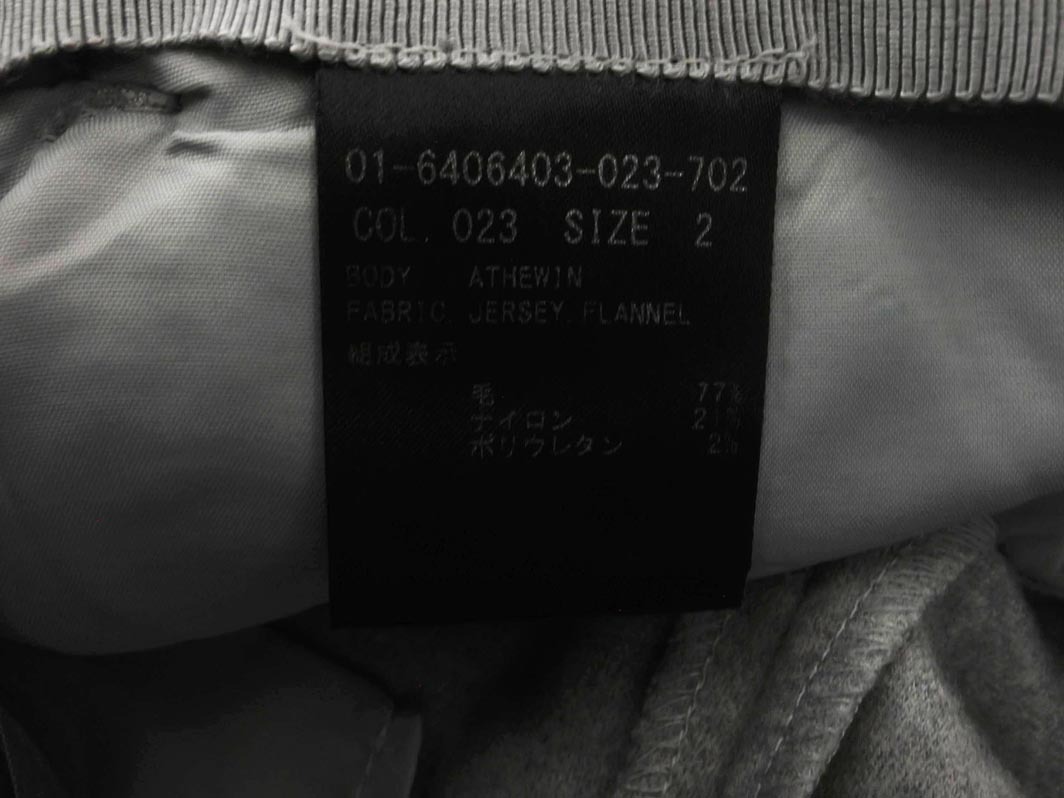 01-6406403-023-702
COL. 023 SIZE 2
BODY ATHEWIN
FABRIC. JERSEY.FLANNEL
組成表示
毛 77%
ナイロン 21%
ポリウレタン 2%